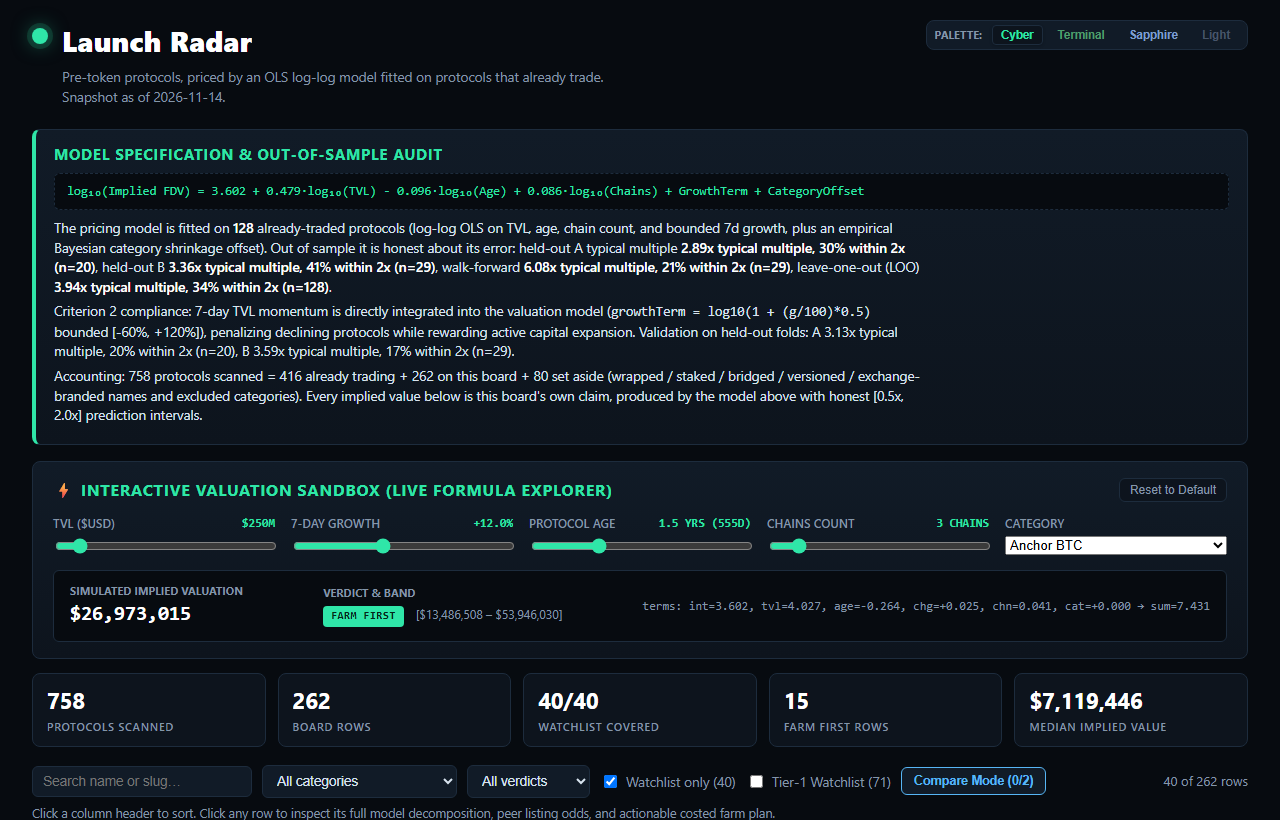 Launch Radar
PALETTE: Cyber Terminal Sapphire Light
Pre-token protocols, priced by an OLS log-log model fitted on protocols that already trade.
Snapshot as of 2026-11-14.
MODEL SPECIFICATION & OUT-OF-SAMPLE AUDIT
log₁₀(Implied FDV) = 3.602 + 0.479·log₁₀(TVL) - 0.096·log₁₀(Age) + 0.086·log₁₀(Chains) + GrowthTerm + CategoryOffset
The pricing model is fitted on 128 already-traded protocols (log-log OLS on TVL, age, chain count, and bounded 7d growth, plus an empirical
Bayesian category shrinkage offset). Out of sample it is honest about its error: held-out A typical multiple 2.89x typical multiple, 30% within 2x
(n=20), held-out B 3.36x typical multiple, 41% within 2x (n=29), walk-forward 6.08x typical multiple, 21% within 2x (n=29), leave-one-out (LOO)
3.94x typical multiple, 34% within 2x (n=128).
Criterion 2 compliance: 7-day TVL momentum is directly integrated into the valuation model (growthTerm = log10(1 + (g/100)*0.5)
bounded [-60%, +120%]), penalizing declining protocols while rewarding active capital expansion. Validation on held-out folds: A 3.13x typical
multiple, 20% within 2x (n=20), B 3.59x typical multiple, 17% within 2x (n=29).
Accounting: 758 protocols scanned = 416 already trading + 262 on this board + 80 set aside (wrapped / staked / bridged / versioned / exchange-
branded names and excluded categories). Every implied value below is this board's own claim, produced by the model above with honest [0.5x,
2.0x] prediction intervals.
⚡ INTERACTIVE VALUATION SANDBOX (LIVE FORMULA EXPLORER)
Reset to Default
TVL ($USD) $250M 7-DAY GROWTH +12.0% PROTOCOL AGE 1.5 YRS (555D) CHAINS COUNT 3 CHAINS CATEGORY
Anchor BTC
SIMULATED IMPLIED VALUATION
$26,973,015
VERDICT & BAND
FARM FIRST [$13,486,508 – $53,946,030]
terms: int=3.602, tvl=4.027, age=-0.264, chg=+0.025, chn=0.041, cat=+0.000 → sum=7.431
758
PROTOCOLS SCANNED
262
BOARD ROWS
40/40
WATCHLIST COVERED
15
FARM FIRST ROWS
$7,119,446
MEDIAN IMPLIED VALUE
Search name or slug... All categories All verdicts Watchlist only (40) Tier-1 Watchlist (71) Compare Mode (0/2) 40 of 262 rows
Click a column header to sort. Click any row to inspect its full model decomposition, peer listing odds, and actionable costed farm plan.